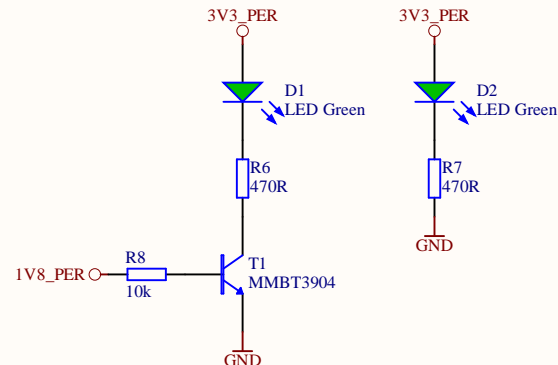 3V3_PER
3V3_PER
D1
LED Green
D2
LED Green
R6
470R
R7
470R
GND
R8
10k
1V8_PER
T1
MMBT3904
GND